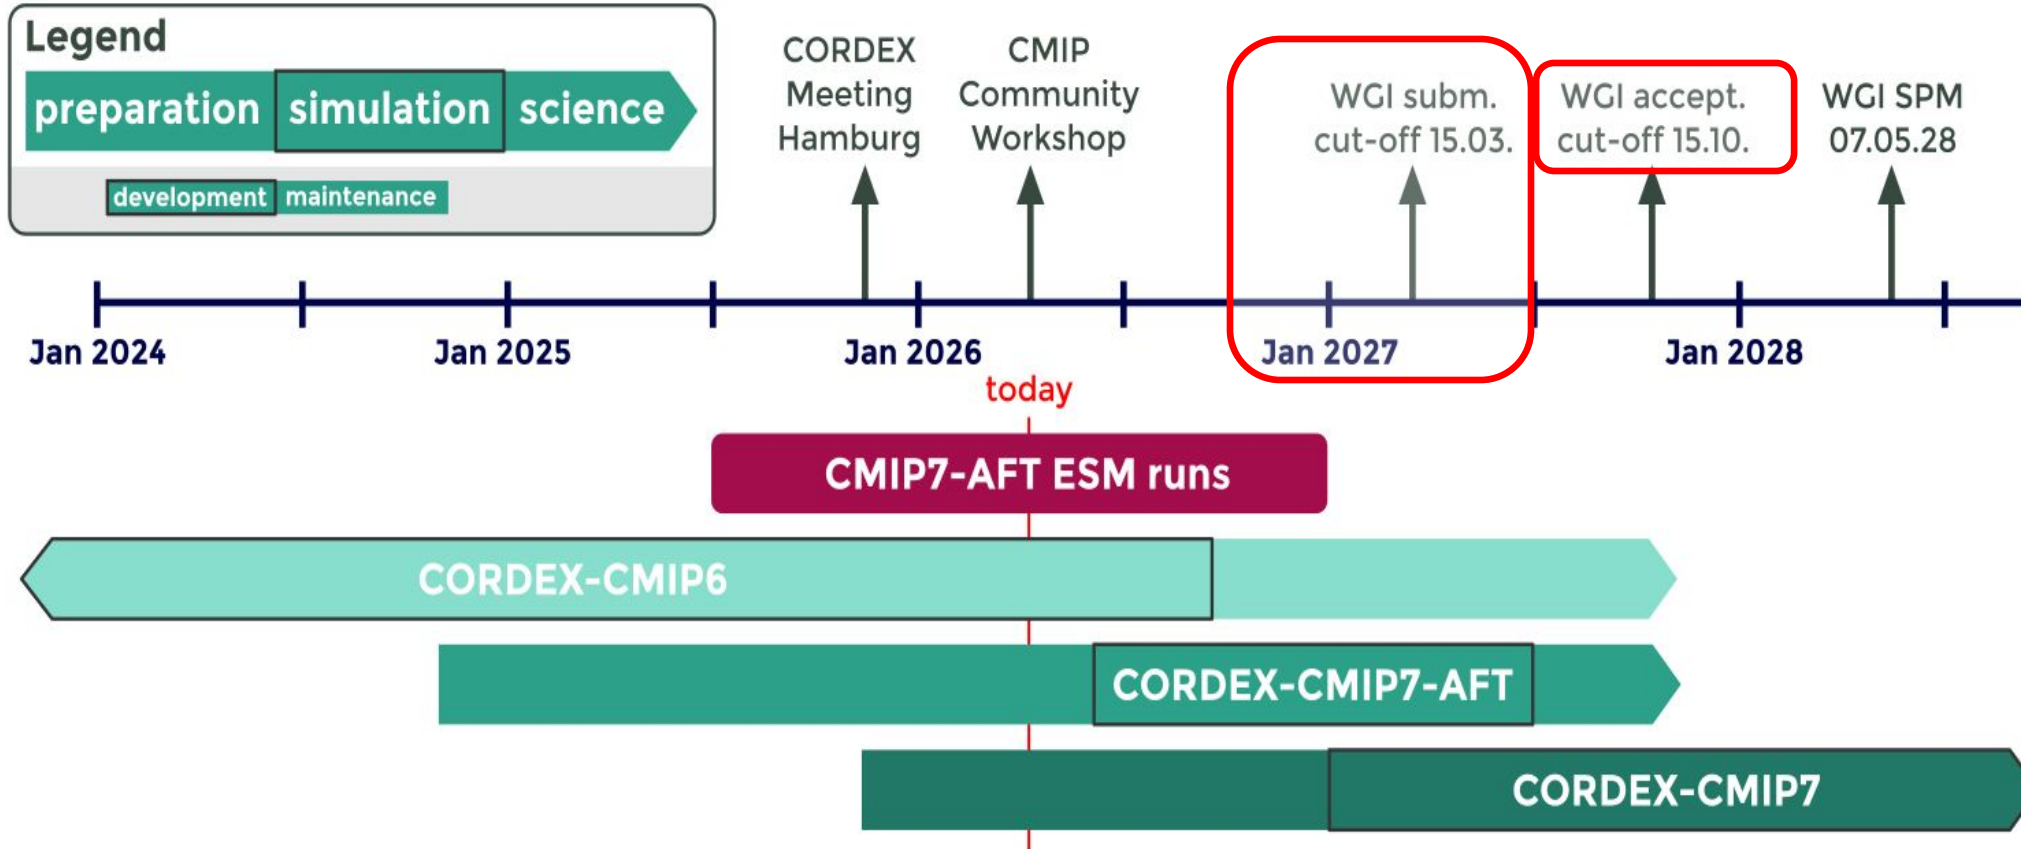 Legend
preparation simulation science
development maintenance
CORDEX
Meeting
Hamburg
CMIP
Community
Workshop
WGI subm.
cut-off 15.03.
WGI accept.
cut-off 15.10.
WGI SPM
07.05.28
Jan 2024
Jan 2025
Jan 2026
Jan 2027
Jan 2028
today
CMIP7-AFT ESM runs
CORDEX-CMIP6
CORDEX-CMIP7-AFT
CORDEX-CMIP7